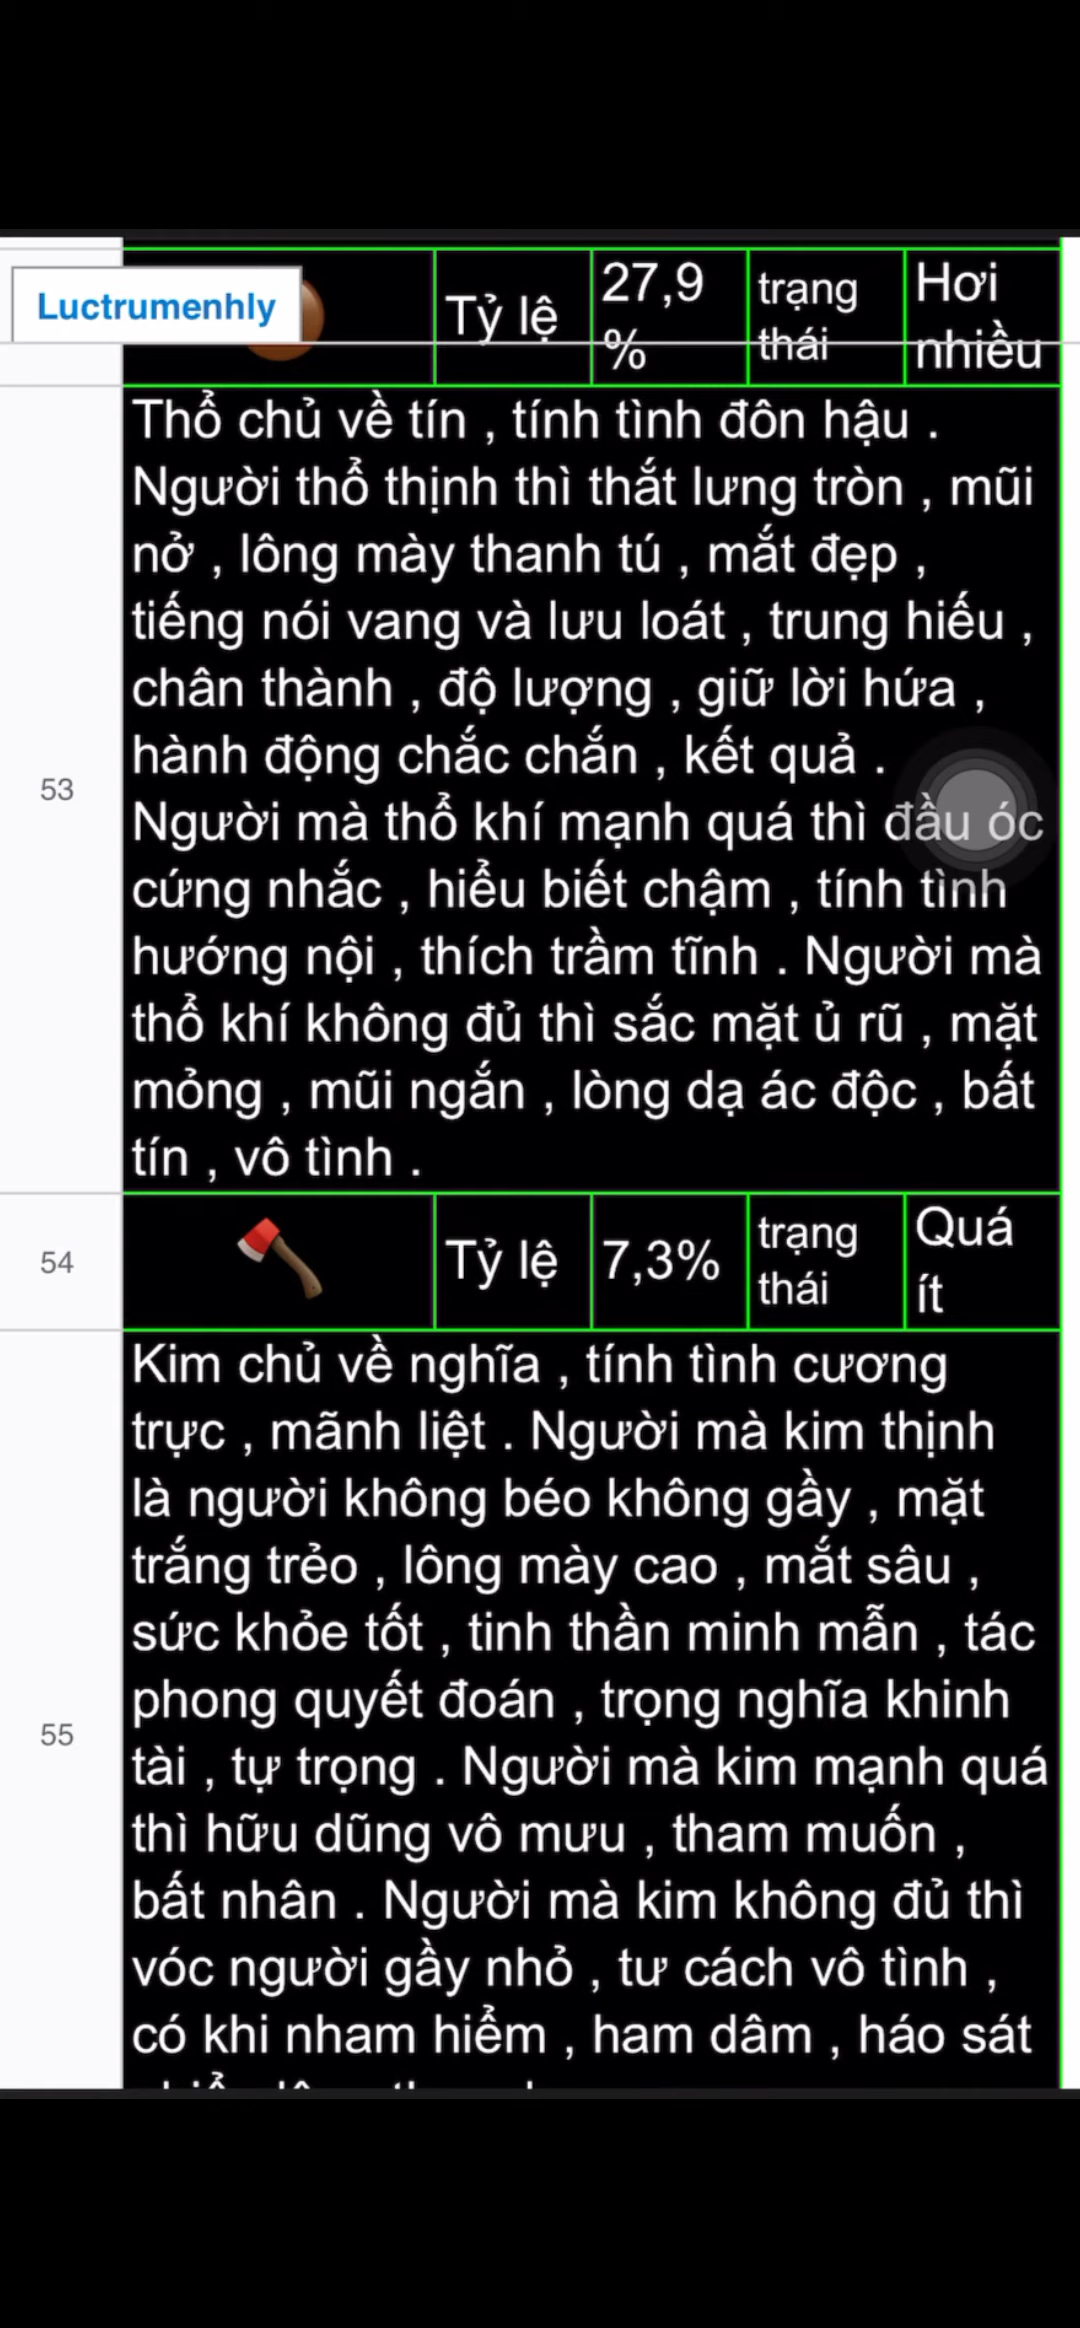 Luctrumenhly
Tỷ lệ
27,9
%
trạng
thái
Hơi
nhiều
53
Thổ chủ về tín , tính tình đôn hậu .
Người thổ thịnh thì thắt lưng tròn , mũi
nở , lông mày thanh tú , mắt đẹp ,
tiếng nói vang và lưu loát , trung hiếu ,
chân thành , độ lượng , giữ lời hứa ,
hành động chắc chắn , kết quả .
Người mà thổ khí mạnh quá thì đầu óc
cứng nhắc , hiểu biết chậm , tính tình
hướng nội , thích trầm tĩnh . Người mà
thổ khí không đủ thì sắc mặt ủ rũ , mặt
mỏng , mũi ngắn , lòng dạ ác độc , bất
tín , vô tình .
54
Tỷ lệ
7,3%
trạng
thái
Quá
ít
55
Kim chủ về nghĩa , tính tình cương
trực , mãnh liệt . Người mà kim thịnh
là người không béo không gầy , mặt
trắng trẻo , lông mày cao , mắt sâu ,
sức khỏe tốt , tinh thần minh mẫn , tác
phong quyết đoán , trọng nghĩa khinh
tài , tự trọng . Người mà kim mạnh quá
thì hữu dũng vô mưu , tham muốn ,
bất nhân . Người mà kim không đủ thì
vóc người gầy nhỏ , tư cách vô tình ,
có khi nham hiểm , ham dâm , háo sát